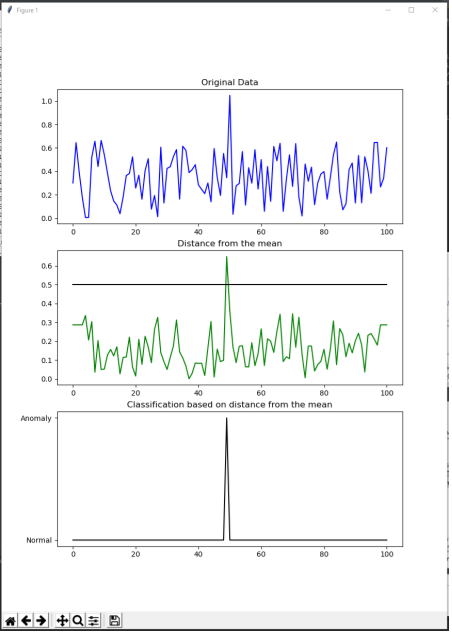 Figure 1
Original Data
1.0
0.8
0.6
0.4
0.2
0.0
0 20 40 60 80 100
Distance from the mean
0.6
0.5
0.4
0.3
0.2
0.1
0.0
0 20 40 60 80 100
Classification based on distance from the mean
Anomaly
Normal
0 20 40 60 80 100